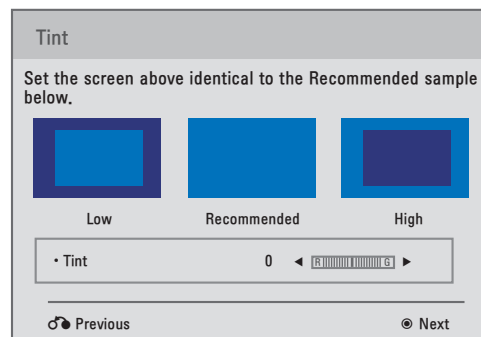 Tint
Set the screen above identical to the Recommended sample
below.
Low Recommended High
• Tint 0 ◄ R G ►
Previous ◉ Next